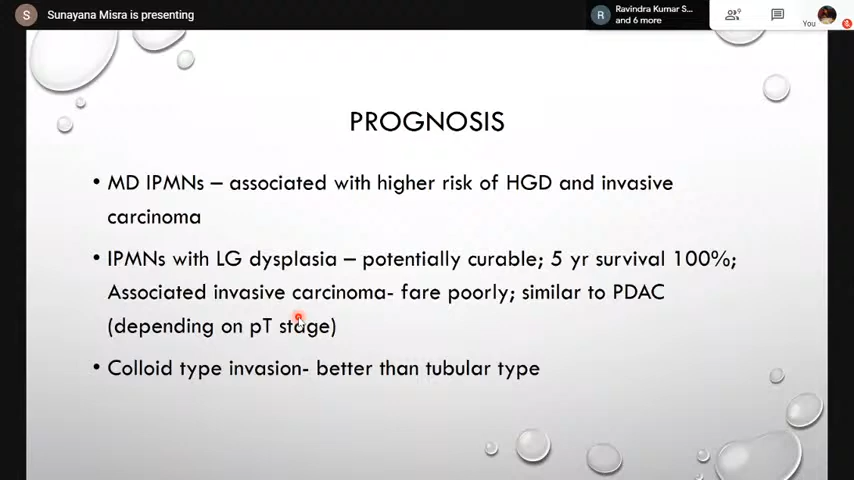 S Sunayana Misra is presenting
R Ravindra Kumar S...
and 6 more
9
You
PROGNOSIS
• MD IPMNs – associated with higher risk of HGD and invasive
carcinoma
• IPMNs with LG dysplasia – potentially curable; 5 yr survival 100%;
Associated invasive carcinoma- fare poorly; similar to PDAC
(depending on pT stage)
• Colloid type invasion- better than tubular type